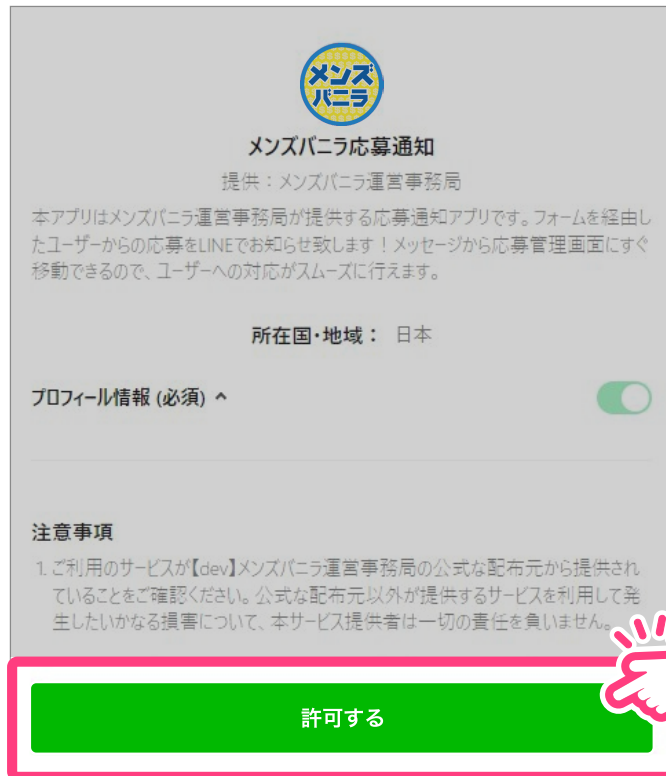 メンズ
バニラ
メンズバニラ応募通知
提供：メンズバニラ運営事務局
本アプリはメンズバニラ運営事務局が提供する応募通知アプリです。フォームを経由し
たユーザーからの応募をLINEでお知らせ致します！メッセージから応募管理画面にすぐ
移動できるので、ユーザーへの対応がスムーズに行えます。
所在国・地域： 日本
プロフィール情報 (必須) ^
注意事項
1. ご利用のサービスが【dev】メンズバニラ運営事務局の公式な配布元から提供され
ていることをご確認ください。公式な配布元以外が提供するサービスを利用して発
生したいかなる損害について、本サービス提供者は一切の責任を負いません。
許可する